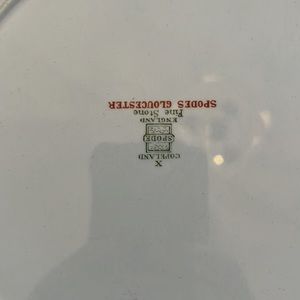 X
COPELAND
SPODE
ENGLAND
Fine Stone
SPODES GLOUCESTER